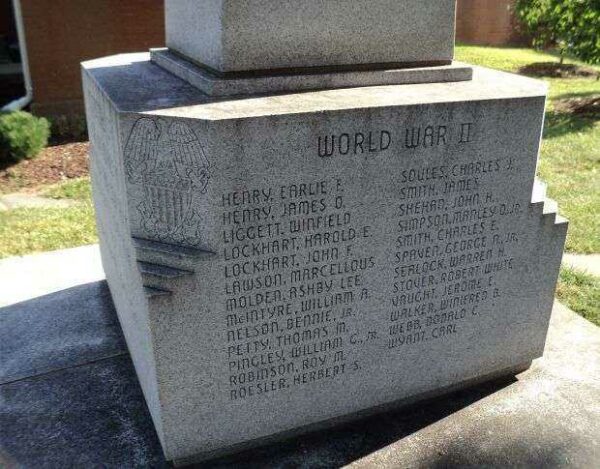 WORLD WAR II
HENRY, EARLIE F.
HENRY, JAMES O.
LIGGETT, WINFIELD
LOCKHART, HAROLD E.
LOCKHART, JOHN F.
LAWSON, MARCELLOUS
MOLDEN, ASHBY LEE
McINTYRE, WILLIAM A.
NELSON, BENNIE, JR.
PETTY, THOMAS M.
PINGLEY, WILLIAM C., JR.
ROBINSON, ROY M.
ROESLER, HERBERT S.
SOULES, CHARLES J.
SMITH, JAMES
SHEHAN, JOHN H.
SIMPSON, MANLEY D., JR.
SMITH, CHARLES E.
SPAVEN, GEORGE A., JR.
SEALOCK, WARREN H.
STOVER, ROBERT WHITE
VAUGHT, JEROME E.
WALKER, WINIFRED D.
WEBB, DONALD C.
WYANT, CARL